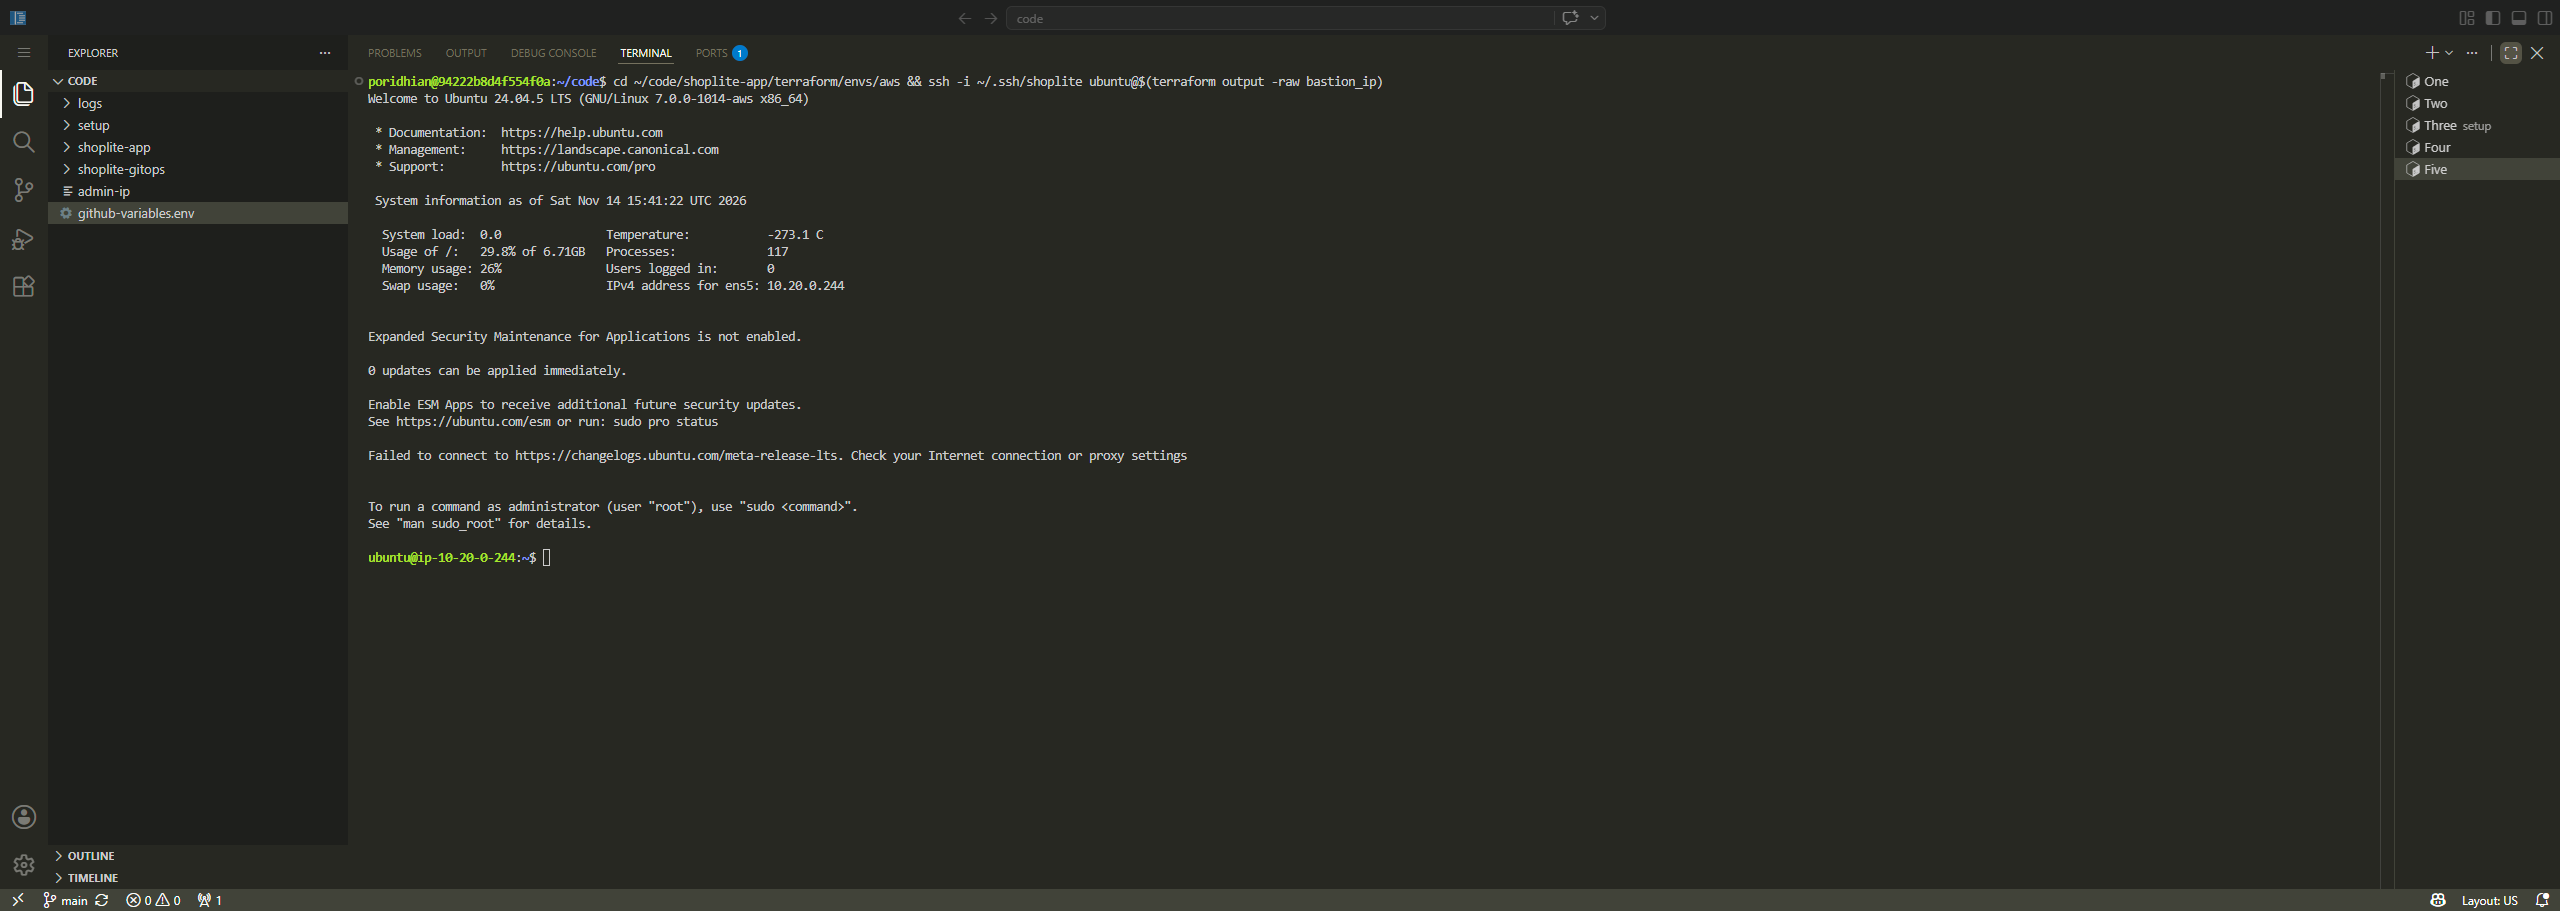 code
EXPLORER
PROBLEMS OUTPUT DEBUG CONSOLE TERMINAL PORTS 1
CODE
logs
setup
shoplite-app
shoplite-gitops
admin-ip
github-variables.env
poridhian@94222b8d4f554f0a:~/code$ cd ~/code/shoplite-app/terraform/envs/aws && ssh -i ~/.ssh/shoplite ubuntu@$(terraform output -raw bastion_ip)
Welcome to Ubuntu 24.04.5 LTS (GNU/Linux 7.0.0-1014-aws x86_64)
* Documentation: https://help.ubuntu.com
* Management: https://landscape.canonical.com
* Support: https://ubuntu.com/pro
System information as of Sat Nov 14 15:41:22 UTC 2026
System load: 0.0 Temperature: -273.1 C
Usage of /: 29.8% of 6.71GB Processes: 117
Memory usage: 26% Users logged in: 0
Swap usage: 0% IPv4 address for ens5: 10.20.0.244
Expanded Security Maintenance for Applications is not enabled.
0 updates can be applied immediately.
Enable ESM Apps to receive additional future security updates.
See https://ubuntu.com/esm or run: sudo pro status
Failed to connect to https://changelogs.ubuntu.com/meta-release-lts. Check your Internet connection or proxy settings
To run a command as administrator (user "root"), use "sudo <command>".
See "man sudo_root" for details.
ubuntu@ip-10-20-0-244:~$
One
Two
Three setup
Four
Five
OUTLINE
TIMELINE
main 0 0 1
Layout: US